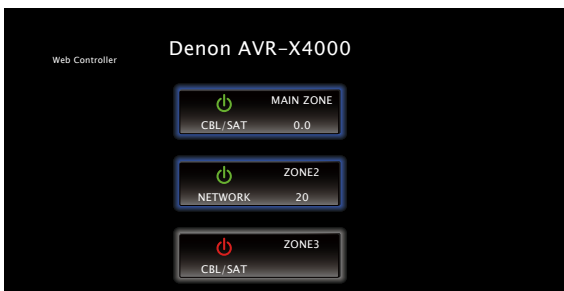 Denon AVR-X4000
Web Controller
MAIN ZONE
CBL/SAT 0.0
ZONE2
NETWORK 20
ZONE3
CBL/SAT